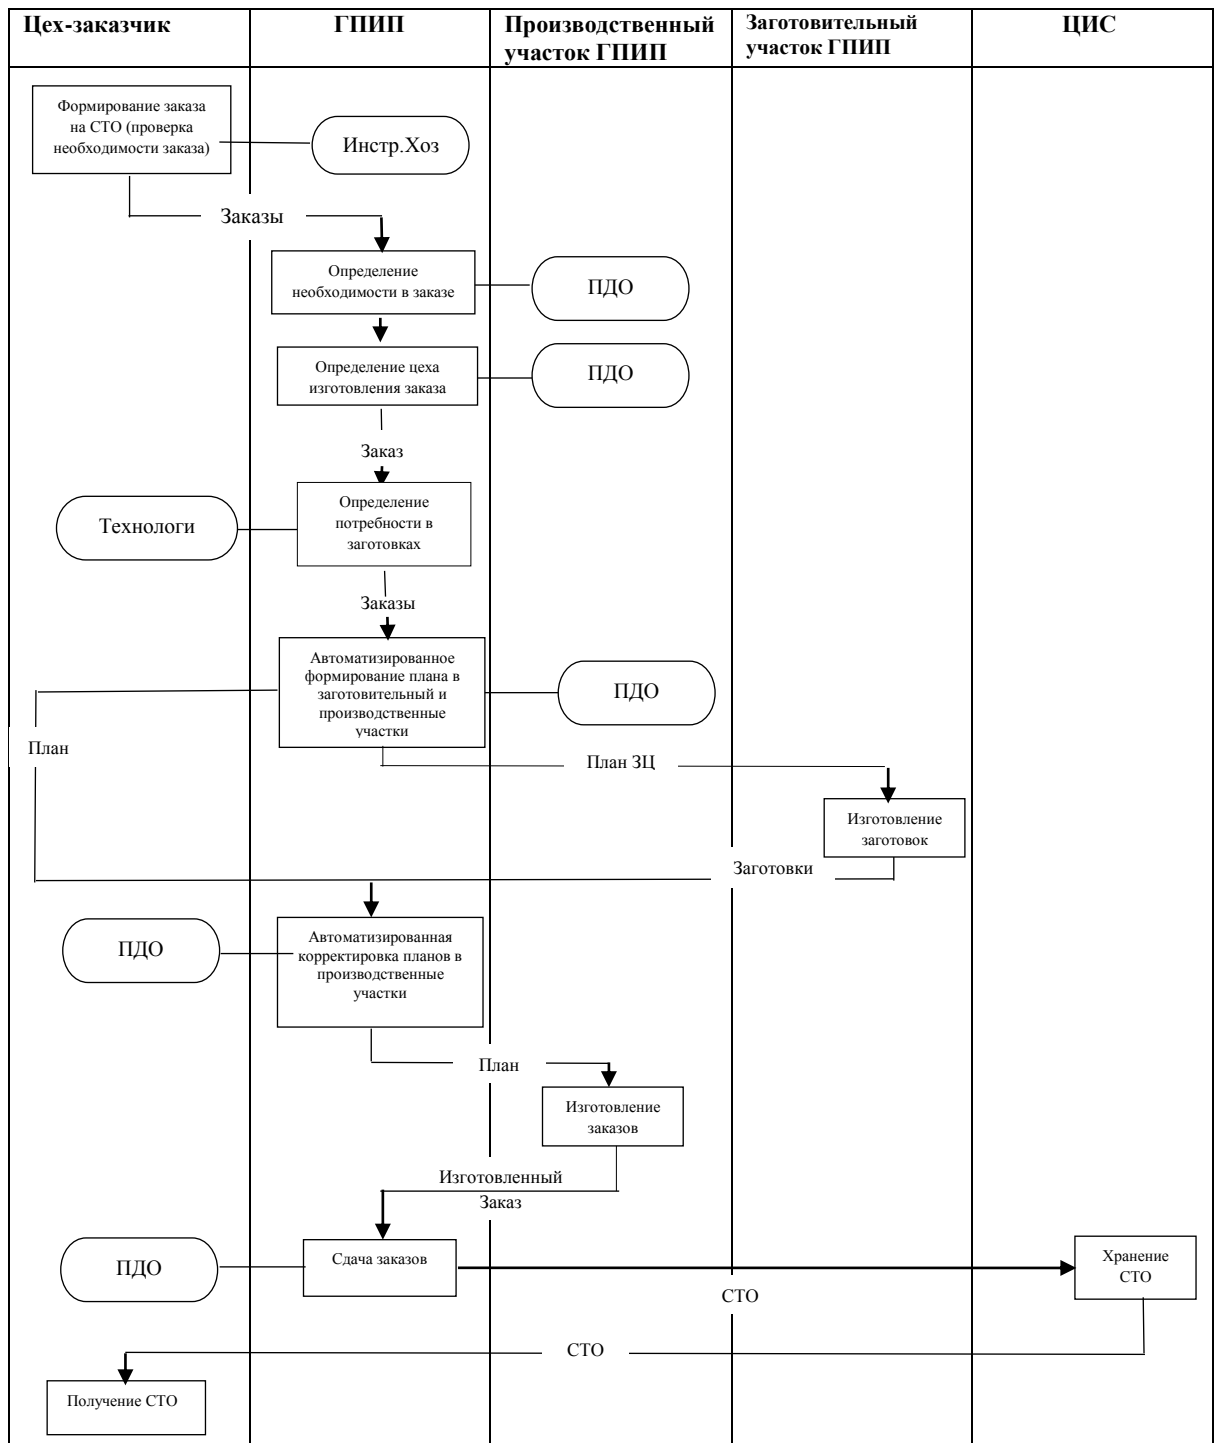 Цех-заказчик
ГПИП
Производственный
участок ГПИП
Заготовительный
участок ГПИП
ЦИС
Формирование заказа
на СТО (проверка
необходимости заказа)
Инстр.Хоз
Заказы
Определение
необходимости в заказе
ПДО
Определение цеха
изготовления заказа
ПДО
Заказ
Технологи
Определение
потребности в
заготовках
Заказы
Автоматизированное
формирование плана в
заготовительный и
производственные
участки
ПДО
План
План ЗЦ
Изготовление
заготовок
Заготовки
ПДО
Автоматизированная
корректировка планов в
производственные
участки
План
Изготовление
заказов
Изготовленный
Заказ
ПДО
Сдача заказов
Хранение
СТО
СТО
СТО
Получение СТО